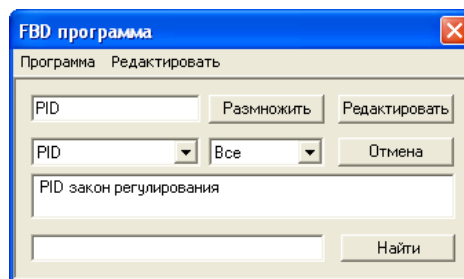 FBD программа
Программа Редактировать
PID Размножить Редактировать
PID Все Отмена
PID закон регулирования
Найти